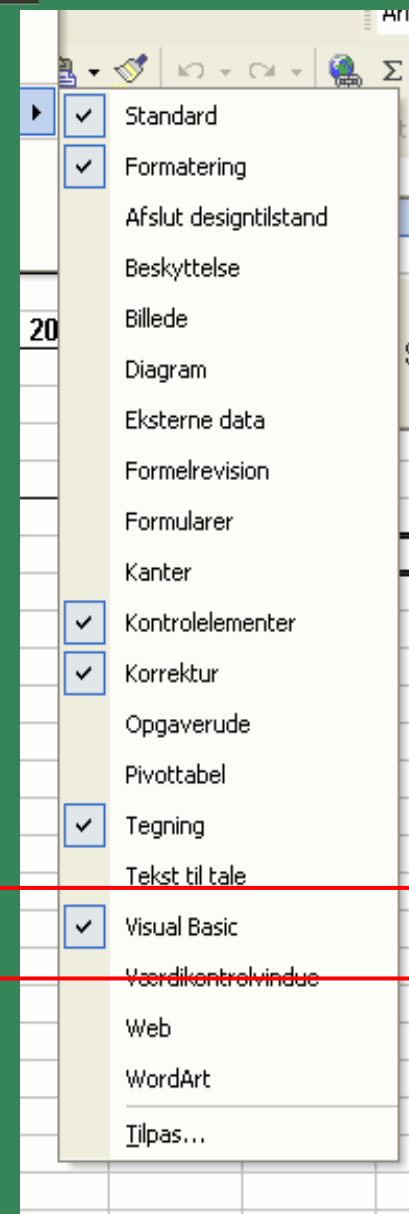 Σ
Standard
Formatering
Afslut designtilstand
Beskyttelse
20
Billede
Diagram
Eksterne data
Formelrevision
Formularer
Kanter
Kontrolelementer
Korrektur
Opgaverude
Pivottabel
Tegning
Tekst til tale
Visual Basic
Værdikontrolvindue
Web
WordArt
Tilpas...